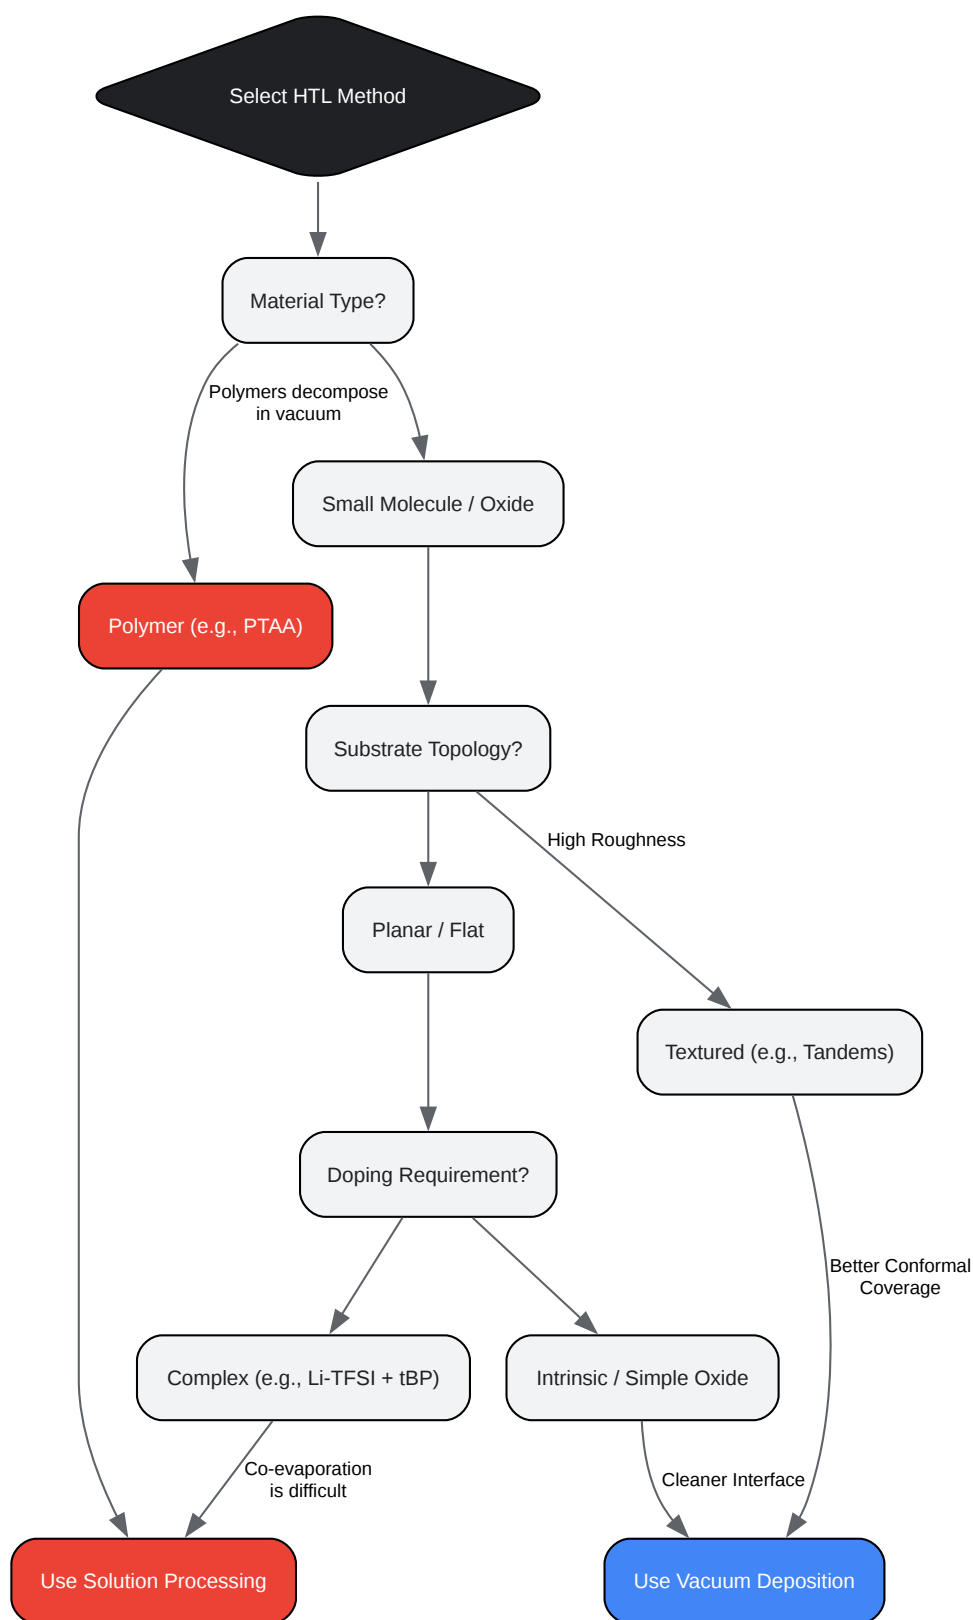 Select HTL Method
Material Type?
Polymers decompose
in vacuum
Small Molecule / Oxide
Polymer (e.g., PTAA)
Substrate Topology?
High Roughness
Planar / Flat
Textured (e.g., Tandems)
Doping Requirement?
Better Conformal
Coverage
Complex (e.g., Li-TFSI + tBP)
Intrinsic / Simple Oxide
Co-evaporation
is difficult
Cleaner Interface
Use Solution Processing
Use Vacuum Deposition